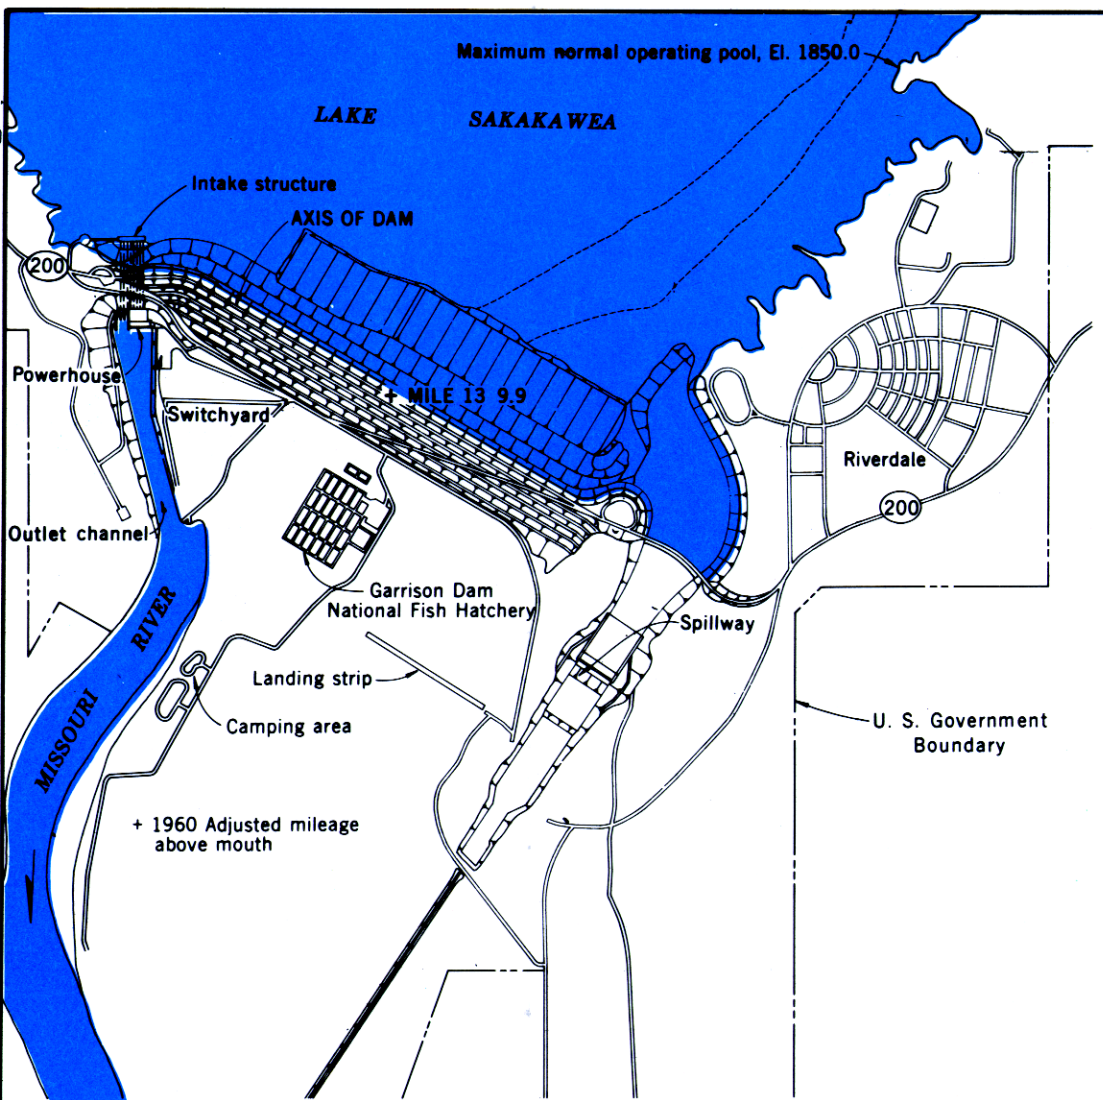 Maximum normal operating pool, El. 1850.0
LAKE SAKAKAWEA
Intake structure
AXIS OF DAM
200
Powerhouse
+ MILE 13 9.9
Switchyard
Riverdale
200
Outlet channel
Garrison Dam
National Fish Hatchery
MISSOURI RIVER
Spillway
Landing strip
Camping area
U. S. Government
Boundary
+ 1960 Adjusted mileage
above mouth